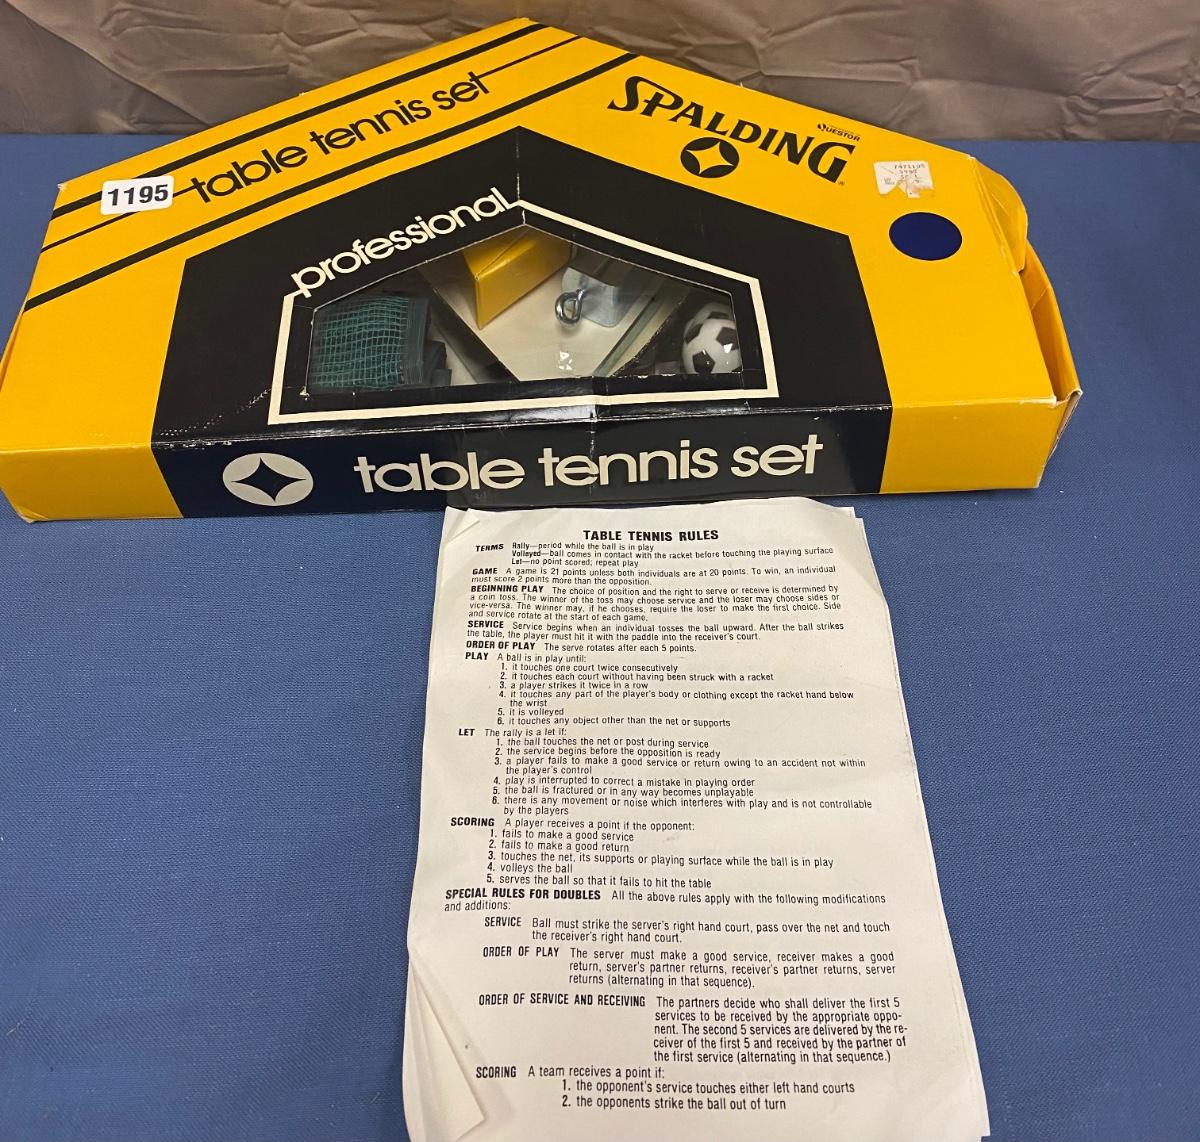 table tennis set
SPALDING
QUESTOR
1195
professional
table tennis set
TABLE TENNIS RULES
TERMS Rally—period while the ball is in play
Volleyed—ball comes in contact with the racket before touching the playing surface
Let—no point scored; repeat play
GAME A game is 21 points unless both individuals are at 20 points. To win, an individual
must score 2 points more than the opposition.
BEGINNING PLAY The choice of position and the right to serve or receive is determined by
a coin toss. The winner of the toss may choose service and the loser may choose sides or
vice-versa. The winner may, if he chooses, require the loser to make the first choice. Side
and service rotate at the start of each game.
SERVICE Service begins when an individual tosses the ball upward. After the ball strikes
the table, the player must hit it with the paddle into the receiver's court.
ORDER OF PLAY The serve rotates after each 5 points.
PLAY A ball is in play until:
1. it touches one court twice consecutively
2. it touches each court without having been struck with a racket
3. a player strikes it twice in a row
4. it touches any part of the player's body or clothing except the racket hand below
the wrist
5. it is volleyed
6. it touches any object other than the net or supports
LET The rally is a let if:
1. the ball touches the net or post during service
2. the service begins before the opposition is ready
3. a player fails to make a good service or return owing to an accident not within
the player's control
4. play is interrupted to correct a mistake in playing order
5. the ball is fractured or in any way becomes unplayable
6. there is any movement or noise which interferes with play and is not controllable
by the players
SCORING A player receives a point if the opponent:
1. fails to make a good service
2. fails to make a good return
3. touches the net, its supports or playing surface while the ball is in play
4. volleys the ball
5. serves the ball so that it fails to hit the table
SPECIAL RULES FOR DOUBLES All the above rules apply with the following modifications
and additions:
SERVICE Ball must strike the server's right hand court, pass over the net and touch
the receiver's right hand court.
ORDER OF PLAY The server must make a good service, receiver makes a good
return, server's partner returns, receiver's partner returns, server
returns (alternating in that sequence).
ORDER OF SERVICE AND RECEIVING The partners decide who shall deliver the first 5
services to be received by the appropriate oppo-
nent. The second 5 services are delivered by the re-
ceiver of the first 5 and received by the partner of
the first service (alternating in that sequence.)
SCORING A team receives a point if:
1. the opponent's service touches either left hand courts
2. the opponents strike the ball out of turn